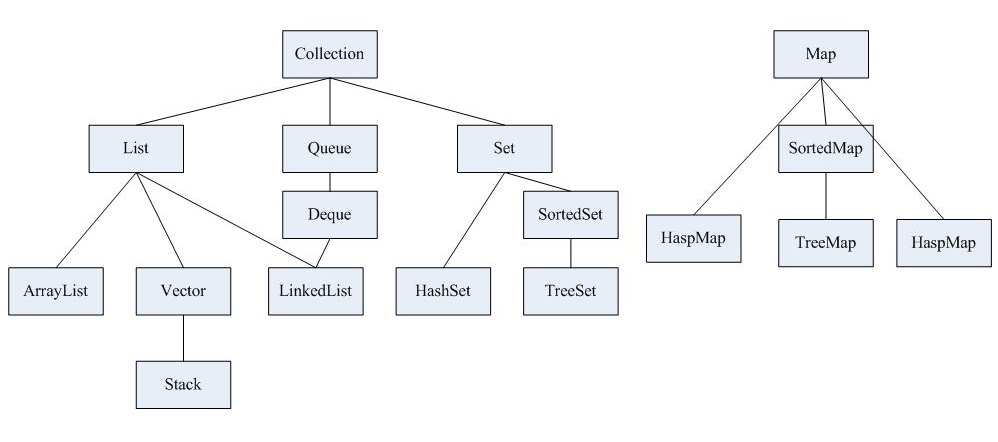 Collection
Map
List
Queue
Set
SortedMap
Deque
SortedSet
HaspMap
TreeMap
HaspMap
ArrayList
Vector
LinkedList
HashSet
TreeSet
Stack